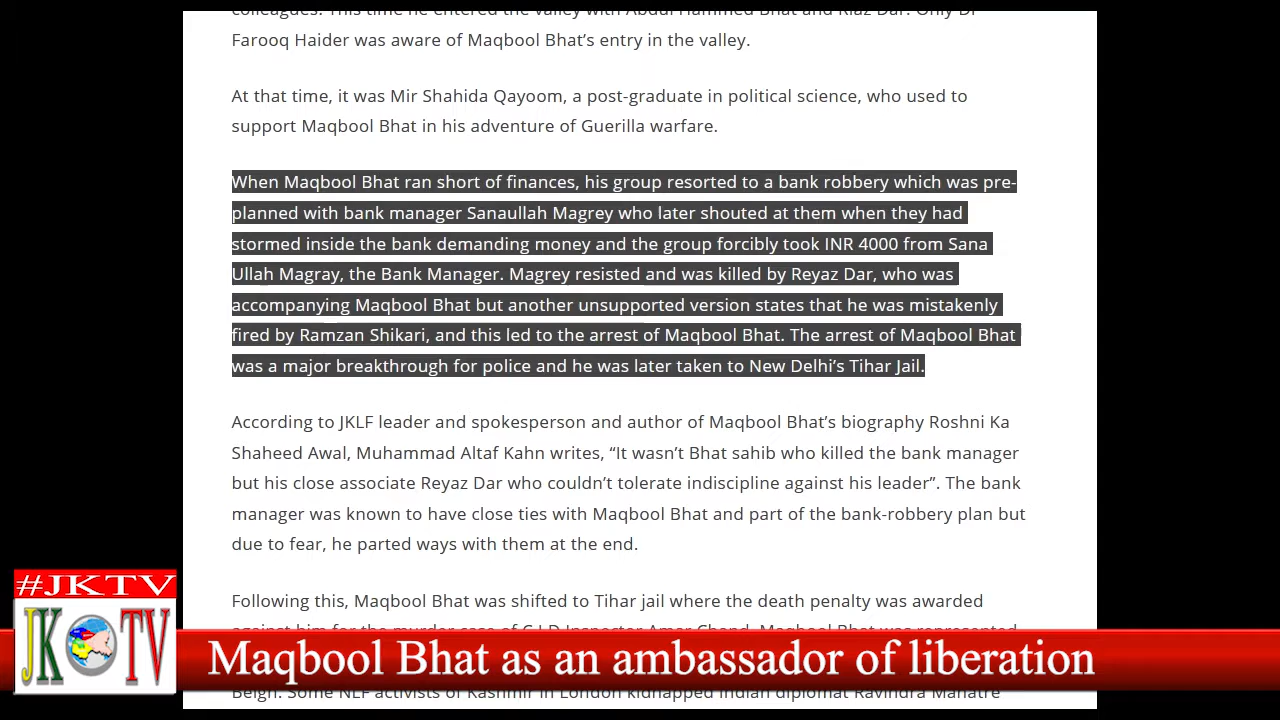 colleagues. This time he entered the valley with Abdul Hammed Bhat and Riaz Dar. Only Dr
Farooq Haider was aware of Maqbool Bhat’s entry in the valley.
At that time, it was Mir Shahida Qayoom, a post-graduate in political science, who used to
support Maqbool Bhat in his adventure of Guerilla warfare.
When Maqbool Bhat ran short of finances, his group resorted to a bank robbery which was pre-
planned with bank manager Sanaullah Magrey who later shouted at them when they had
stormed inside the bank demanding money and the group forcibly took INR 4000 from Sana
Ullah Magray, the Bank Manager. Magrey resisted and was killed by Reyaz Dar, who was
accompanying Maqbool Bhat but another unsupported version states that he was mistakenly
fired by Ramzan Shikari, and this led to the arrest of Maqbool Bhat. The arrest of Maqbool Bhat
was a major breakthrough for police and he was later taken to New Delhi’s Tihar Jail.
According to JKLF leader and spokesperson and author of Maqbool Bhat’s biography Roshni Ka
Shaheed Awal, Muhammad Altaf Kahn writes, “It wasn’t Bhat sahib who killed the bank manager
but his close associate Reyaz Dar who couldn’t tolerate indiscipline against his leader”. The bank
manager was known to have close ties with Maqbool Bhat and part of the bank-robbery plan but
due to fear, he parted ways with them at the end.
Following this, Maqbool Bhat was shifted to Tihar jail where the death penalty was awarded
against him for the murder case of C.I.D Inspector Amar Chand. Maqbool Bhat was represented
#JKTV
JK TV
Maqbool Bhat as an ambassador of liberation
Beigh. Some NLF activists of Kashmir in London kidnapped Indian diplomat Ravindra Mahatre